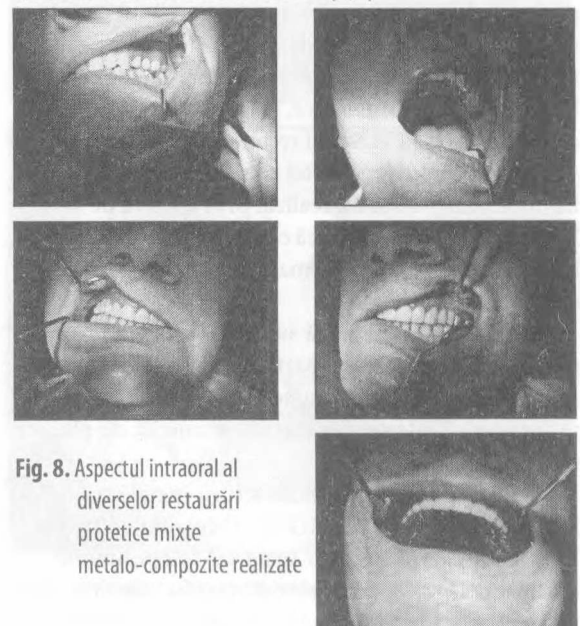 Fig. 8. Aspectul intraoral al
diverselor restaurări
protetice mixte
metalo-compozite realizate